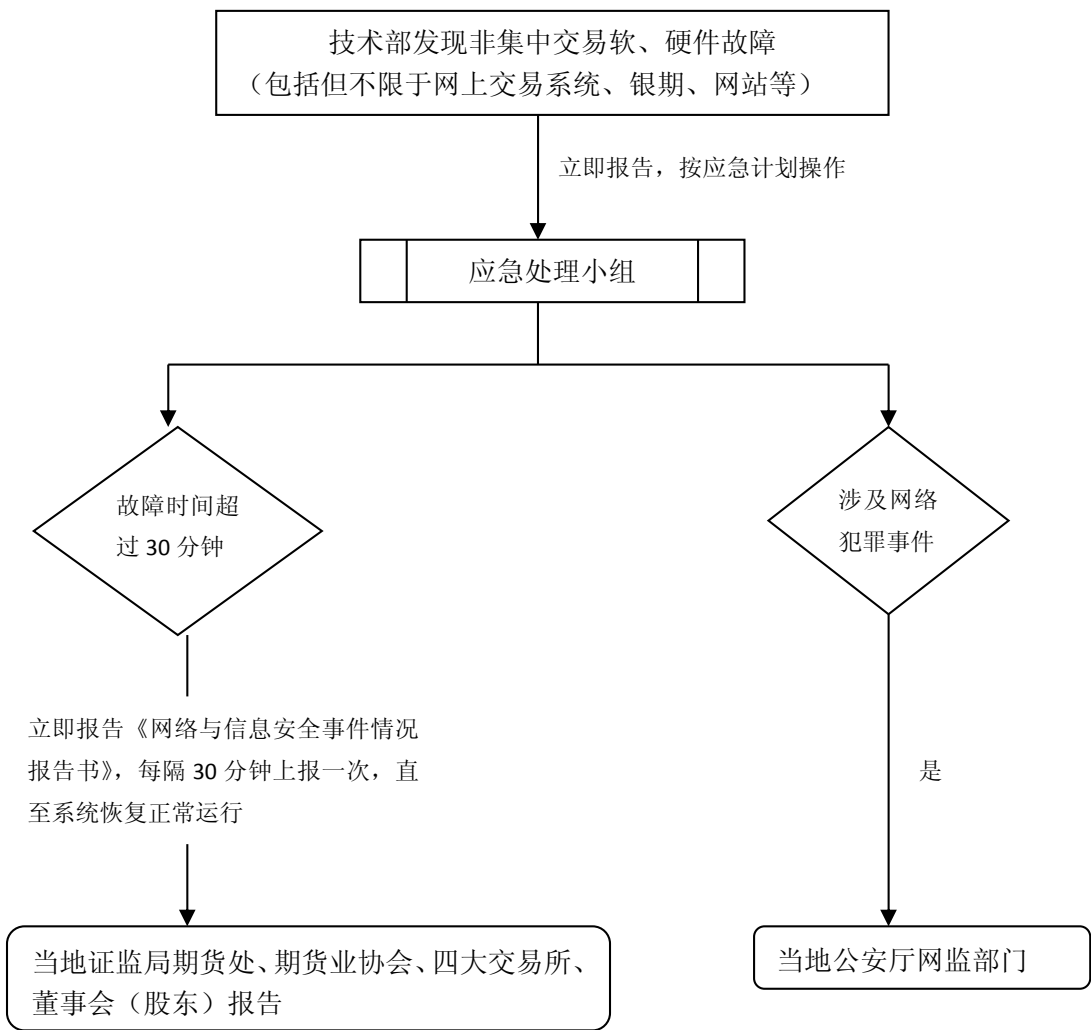 技术部发现非集中交易软、硬件故障
（包括但不限于网上交易系统、银期、网站等）
立即报告，按应急计划操作
应急处理小组
故障时间超
过 30 分钟
涉及网络
犯罪事件
立即报告《网络与信息安全事件情况
报告书》，每隔 30 分钟上报一次，直
至系统恢复正常运行
是
当地证监局期货处、期货业协会、四大交易所、
董事会（股东）报告
当地公安厅网监部门